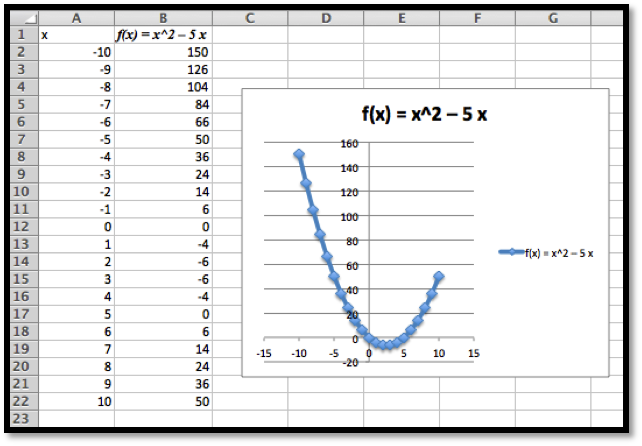 A B C D E F G
1 x f(x) = x^2 – 5 x
2 -10 150
3 -9 126
4 -8 104
5 -7 84
6 -6 66
7 -5 50
8 -4 36
9 -3 24
10 -2 14
11 -1 6
12 0 0
13 1 -4
14 2 -6
15 3 -6
16 4 -4
17 5 0
18 6 6
19 7 14
20 8 24
21 9 36
22 10 50
23
f(x) = x^2 – 5 x
160
140
120
100
80
60
40
20
0
-20
-15 -10 -5 0 5 10 15
f(x) = x^2 – 5 x